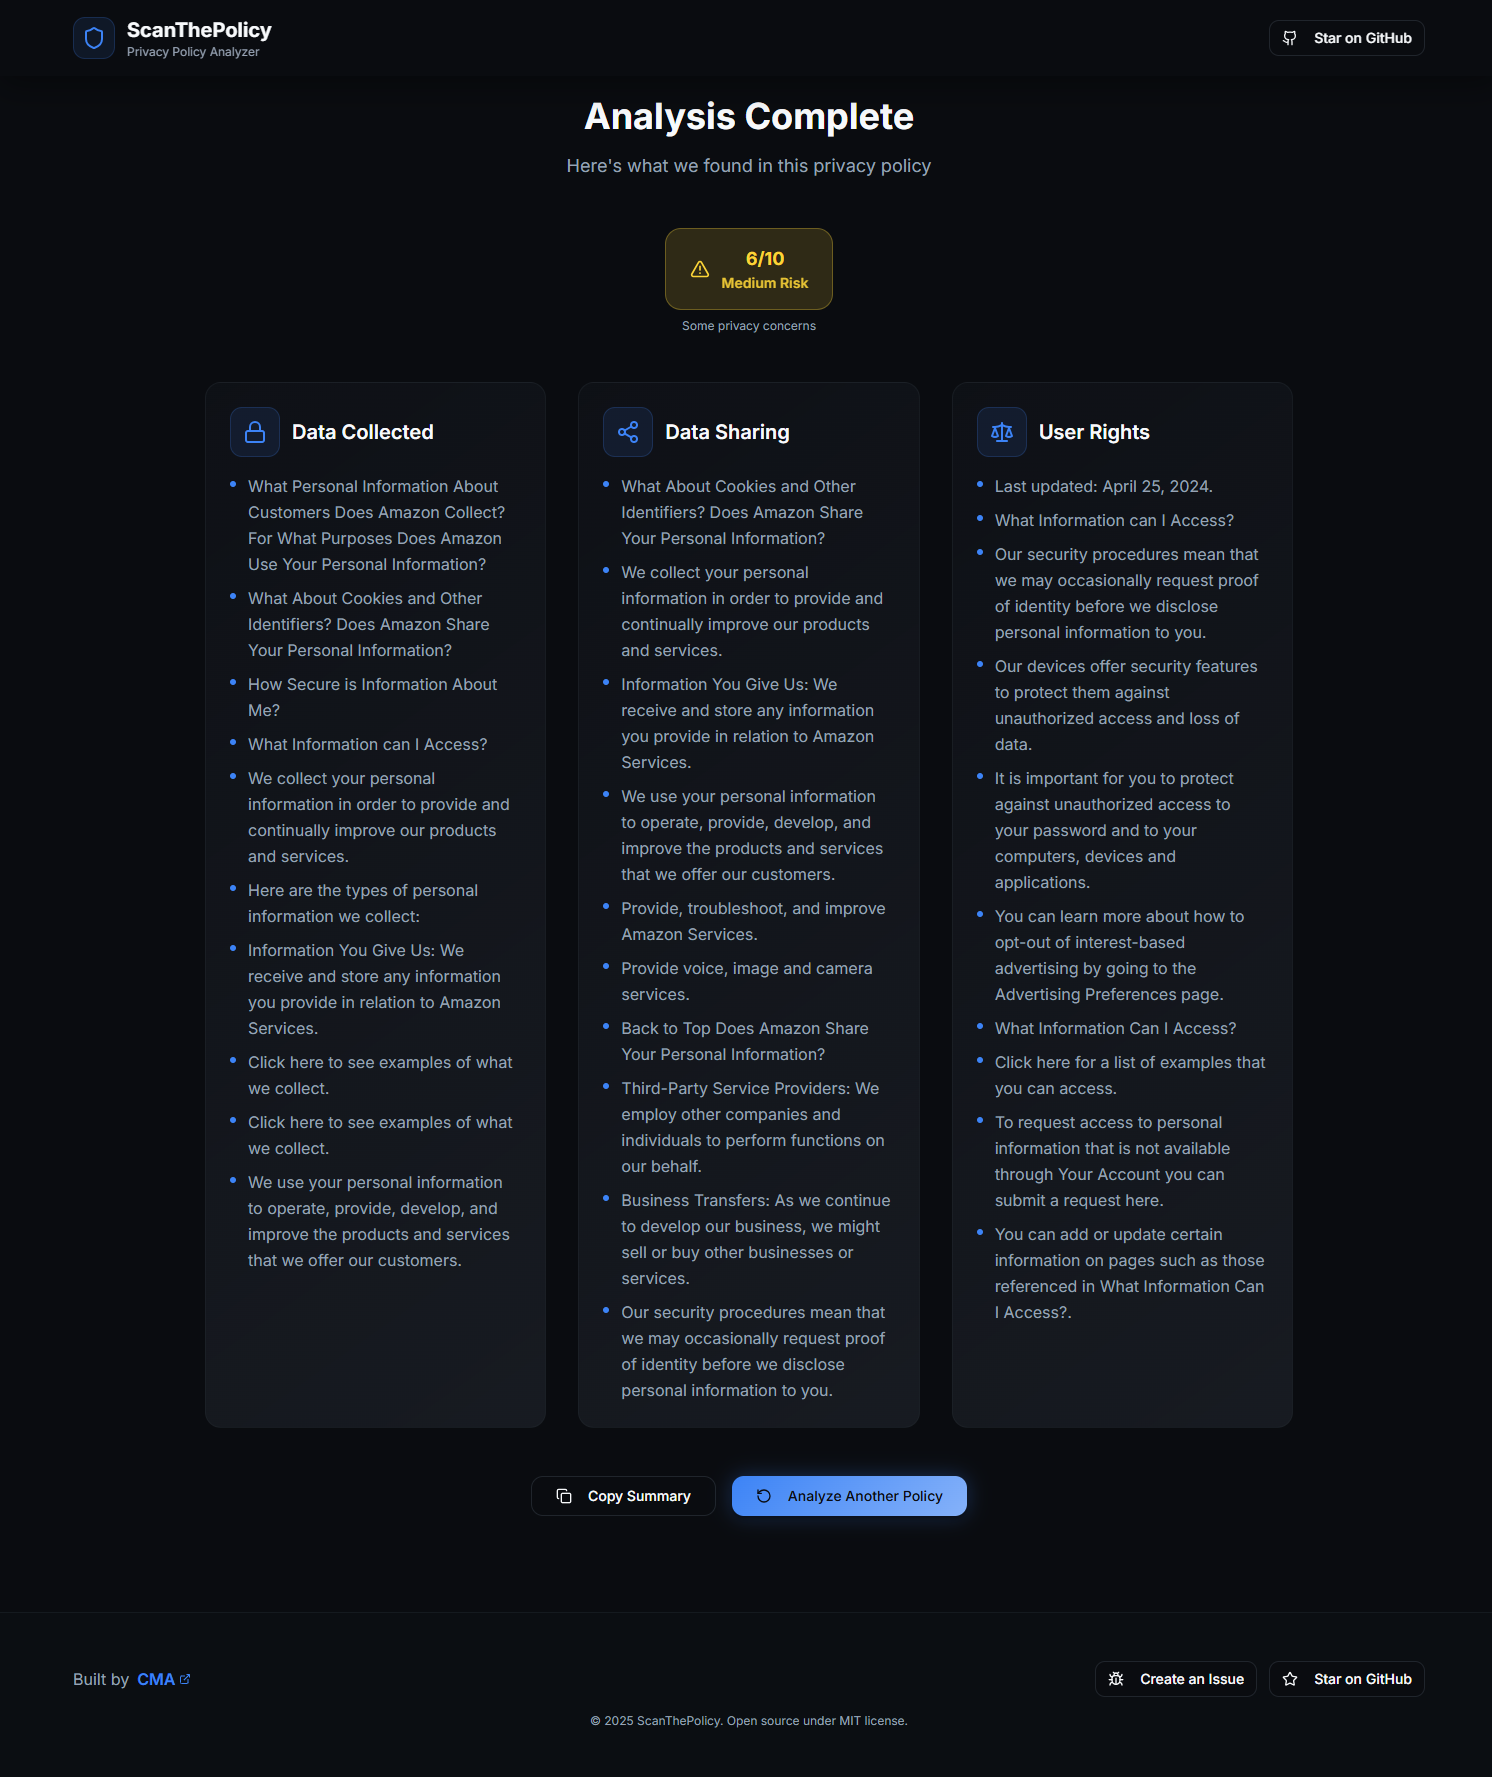 ScanThePolicy
Privacy Policy Analyzer
Star on GitHub
Analysis Complete
Here's what we found in this privacy policy
6/10
Medium Risk
Some privacy concerns
Data Collected
What Personal Information About
Customers Does Amazon Collect?
For What Purposes Does Amazon
Use Your Personal Information?
What About Cookies and Other
Identifiers? Does Amazon Share
Your Personal Information?
How Secure is Information About
Me?
What Information can I Access?
We collect your personal
information in order to provide and
continually improve our products
and services.
Here are the types of personal
information we collect:
Information You Give Us: We
receive and store any information
you provide in relation to Amazon
Services.
Click here to see examples of what
we collect.
Click here to see examples of what
we collect.
We use your personal information
to operate, provide, develop, and
improve the products and services
that we offer our customers.
Data Sharing
What About Cookies and Other
Identifiers? Does Amazon Share
Your Personal Information?
We collect your personal
information in order to provide and
continually improve our products
and services.
Information You Give Us: We
receive and store any information
you provide in relation to Amazon
Services.
We use your personal information
to operate, provide, develop, and
improve the products and services
that we offer our customers.
Provide, troubleshoot, and improve
Amazon Services.
Provide voice, image and camera
services.
Back to Top Does Amazon Share
Your Personal Information?
Third-Party Service Providers: We
employ other companies and
individuals to perform functions on
our behalf.
Business Transfers: As we continue
to develop our business, we might
sell or buy other businesses or
services.
Our security procedures mean that
we may occasionally request proof
of identity before we disclose
personal information to you.
User Rights
Last updated: April 25, 2024.
What Information can I Access?
Our security procedures mean that
we may occasionally request proof
of identity before we disclose
personal information to you.
Our devices offer security features
to protect them against
unauthorized access and loss of
data.
It is important for you to protect
against unauthorized access to
your password and to your
computers, devices and
applications.
You can learn more about how to
opt-out of interest-based
advertising by going to the
Advertising Preferences page.
What Information Can I Access?
Click here for a list of examples that
you can access.
To request access to personal
information that is not available
through Your Account you can
submit a request here.
You can add or update certain
information on pages such as those
referenced in What Information Can
I Access?.
Copy Summary
Analyze Another Policy
Built by CMA
Create an Issue
Star on GitHub
© 2025 ScanThePolicy. Open source under MIT license.